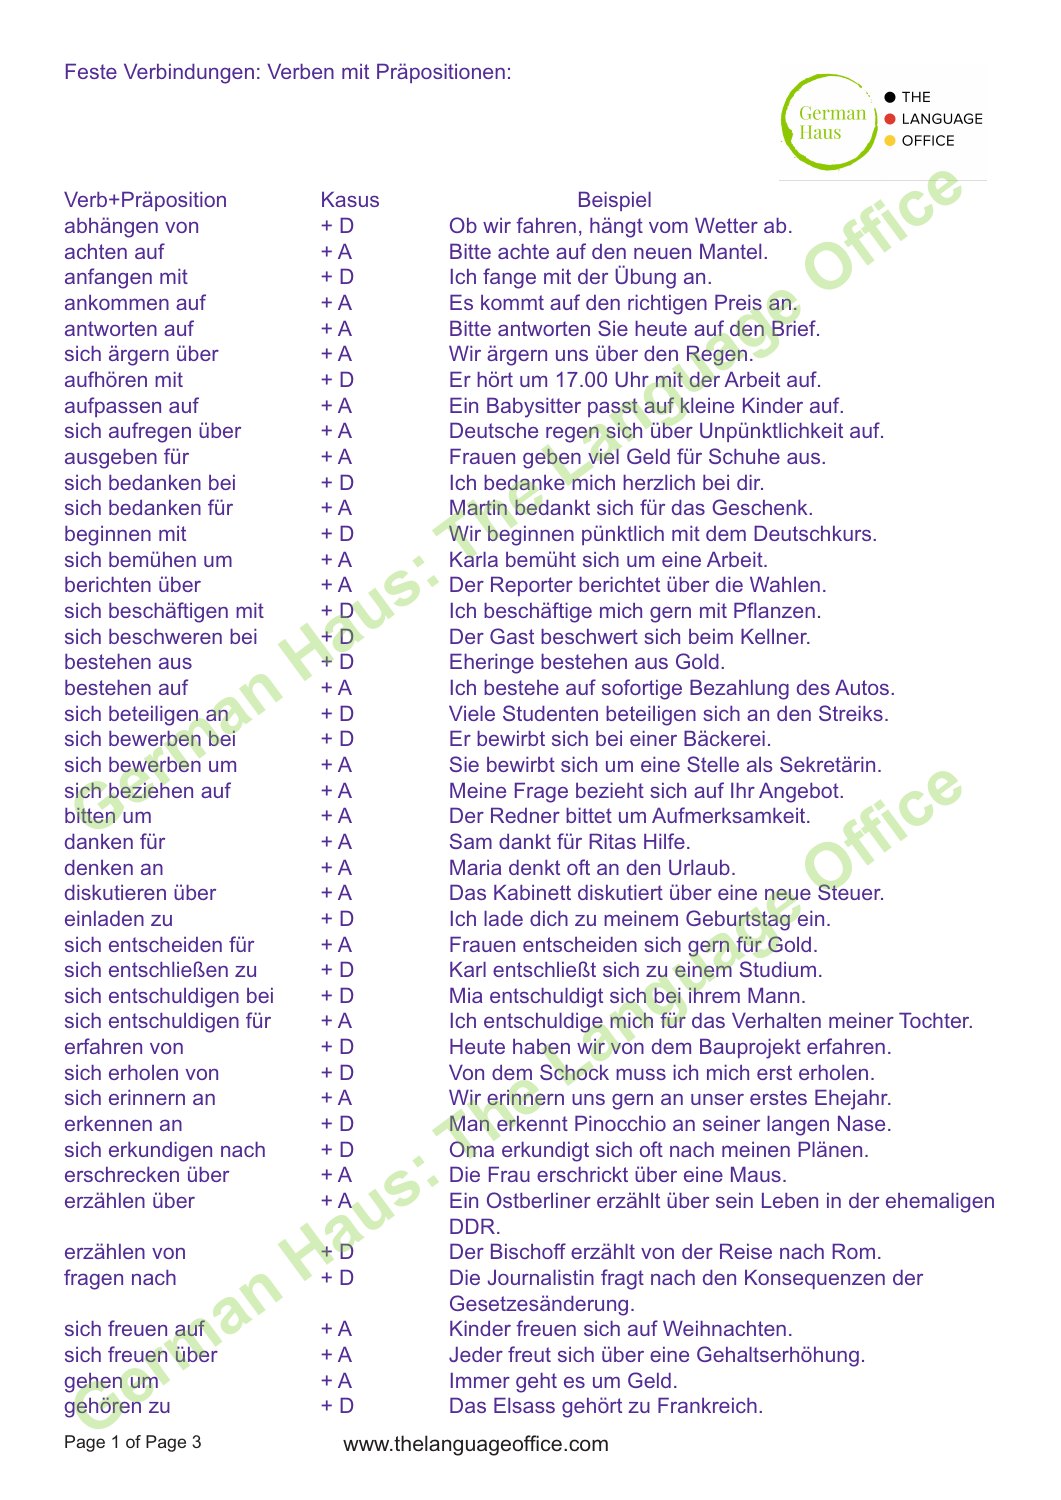 Feste Verbindungen: Verben mit Präpositionen:
German
Haus
THE
LANGUAGE
OFFICE
Verb+Präposition Kasus Beispiel
abhängen von + D Ob wir fahren, hängt vom Wetter ab.
achten auf + A Bitte achte auf den neuen Mantel.
anfangen mit + D Ich fange mit der Übung an.
ankommen auf + A Es kommt auf den richtigen Preis an.
antworten auf + A Bitte antworten Sie heute auf den Brief.
sich ärgern über + A Wir ärgern uns über den Regen.
aufhören mit + D Er hört um 17.00 Uhr mit der Arbeit auf.
aufpassen auf + A Ein Babysitter passt auf kleine Kinder auf.
sich aufregen über + A Deutsche regen sich über Unpünktlichkeit auf.
ausgeben für + A Frauen geben viel Geld für Schuhe aus.
sich bedanken bei + D Ich bedanke mich herzlich bei dir.
sich bedanken für + A Martin bedankt sich für das Geschenk.
beginnen mit + D Wir beginnen pünktlich mit dem Deutschkurs.
sich bemühen um + A Karla bemüht sich um eine Arbeit.
berichten über + A Der Reporter berichtet über die Wahlen.
sich beschäftigen mit + D Ich beschäftige mich gern mit Pflanzen.
sich beschweren bei + D Der Gast beschwert sich beim Kellner.
bestehen aus + D Eheringe bestehen aus Gold.
bestehen auf + A Ich bestehe auf sofortige Bezahlung des Autos.
sich beteiligen an + D Viele Studenten beteiligen sich an den Streiks.
sich bewerben bei + D Er bewirbt sich bei einer Bäckerei.
sich bewerben um + A Sie bewirbt sich um eine Stelle als Sekretärin.
sich beziehen auf + A Meine Frage bezieht sich auf Ihr Angebot.
bitten um + A Der Redner bittet um Aufmerksamkeit.
danken für + A Sam dankt für Ritas Hilfe.
denken an + A Maria denkt oft an den Urlaub.
diskutieren über + A Das Kabinett diskutiert über eine neue Steuer.
einladen zu + D Ich lade dich zu meinem Geburtstag ein.
sich entscheiden für + A Frauen entscheiden sich gern für Gold.
sich entschließen zu + D Karl entschließt sich zu einem Studium.
sich entschuldigen bei + D Mia entschuldigt sich bei ihrem Mann.
sich entschuldigen für + A Ich entschuldige mich für das Verhalten meiner Tochter.
erfahren von + D Heute haben wir von dem Bauprojekt erfahren.
sich erholen von + D Von dem Schock muss ich mich erst erholen.
sich erinnern an + A Wir erinnern uns gern an unser erstes Ehejahr.
erkennen an + D Man erkennt Pinocchio an seiner langen Nase.
sich erkundigen nach + D Oma erkundigt sich oft nach meinen Plänen.
erschrecken über + A Die Frau erschrickt über eine Maus.
erzählen über + A Ein Ostberliner erzählt über sein Leben in der ehemaligen
DDR.
erzählen von + D Der Bischoff erzählt von der Reise nach Rom.
fragen nach + D Die Journalistin fragt nach den Konsequenzen der
Gesetzesänderung.
sich freuen auf + A Kinder freuen sich auf Weihnachten.
sich freuen über + A Jeder freut sich über eine Gehaltserhöhung.
gehen um + A Immer geht es um Geld.
gehören zu + D Das Elsass gehört zu Frankreich.
German Haus: The Language Office
German Haus: The Language Office
Page 1 of Page 3 www.thelanguageoffice.com